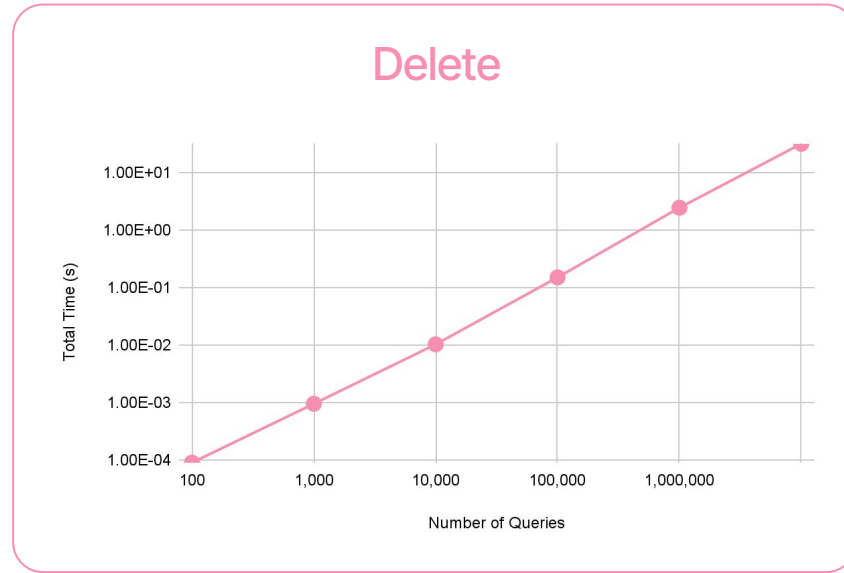 Delete
1.00E+01
1.00E+00
1.00E-01
1.00E-02
1.00E-03
1.00E-04
Total Time (s)
100
1,000
10,000
100,000
1,000,000
Number of Queries